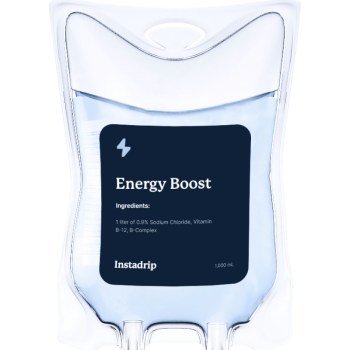 Energy Boost
Ingredients:
1 liter of 0.9% Sodium Chloride, Vitamin
B-12, B-Complex
Instadrip
1,000 mL